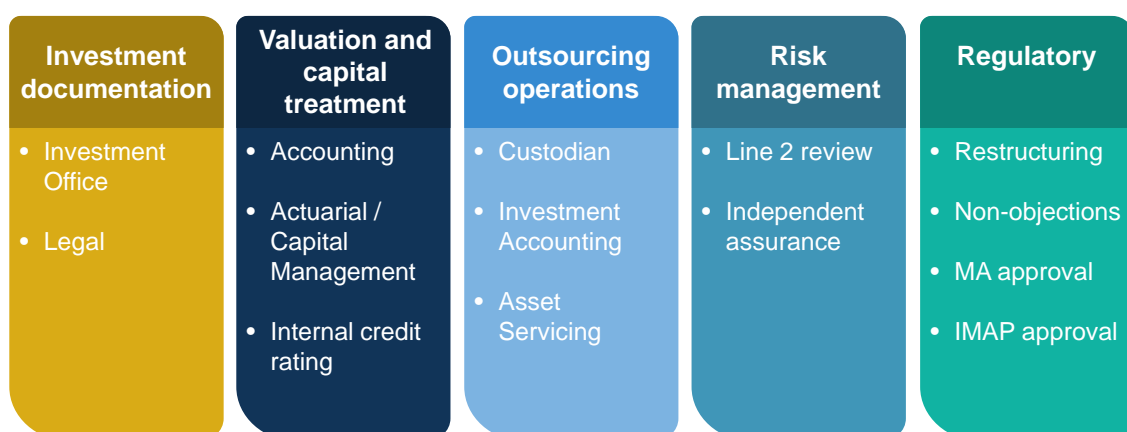 Investment
documentation
• Investment
Office
• Legal
Valuation and
capital
treatment
• Accounting
• Actuarial /
Capital
Management
• Internal credit
rating
Outsourcing
operations
• Custodian
• Investment
Accounting
• Asset
Servicing
Risk
management
• Line 2 review
• Independent
assurance
Regulatory
• Restructuring
• Non-objections
• MA approval
• IMAP approval